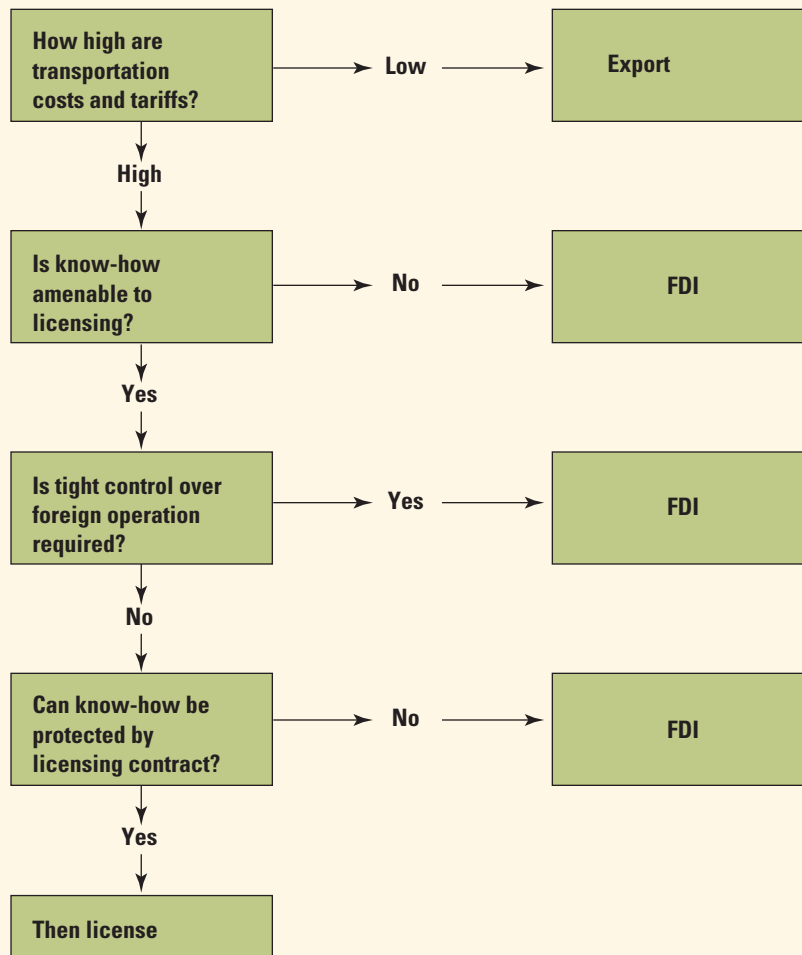 How high are
transportation
costs and tariffs?
Low
Export
High
Is know-how
amenable to
licensing?
No
FDI
Yes
Is tight control over
foreign operation
required?
Yes
FDI
No
Can know-how be
protected by
licensing contract?
No
FDI
Yes
Then license